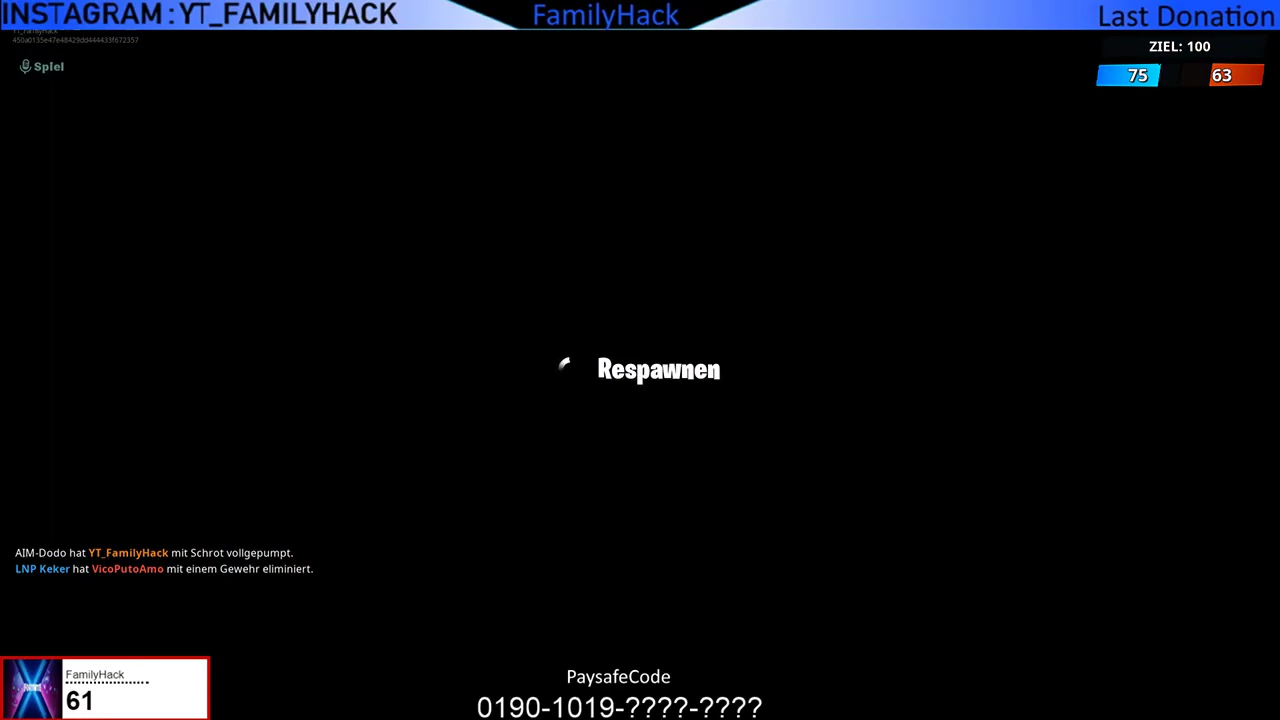 INSTAGRAM : YT_FAMILYHACK
FamilyHack
Last Donation
YT_FamilyHack
ZIEL: 100
Spiel
75
63
Respawnen
AIM-Dodo hat YT_FamilyHack mit Schrot vollgepumpt.
LNP Keker hat VicoPutoAmo mit einem Gewehr eliminiert.
FamilyHack
61
PaysafeCode
0190-1019-????-????